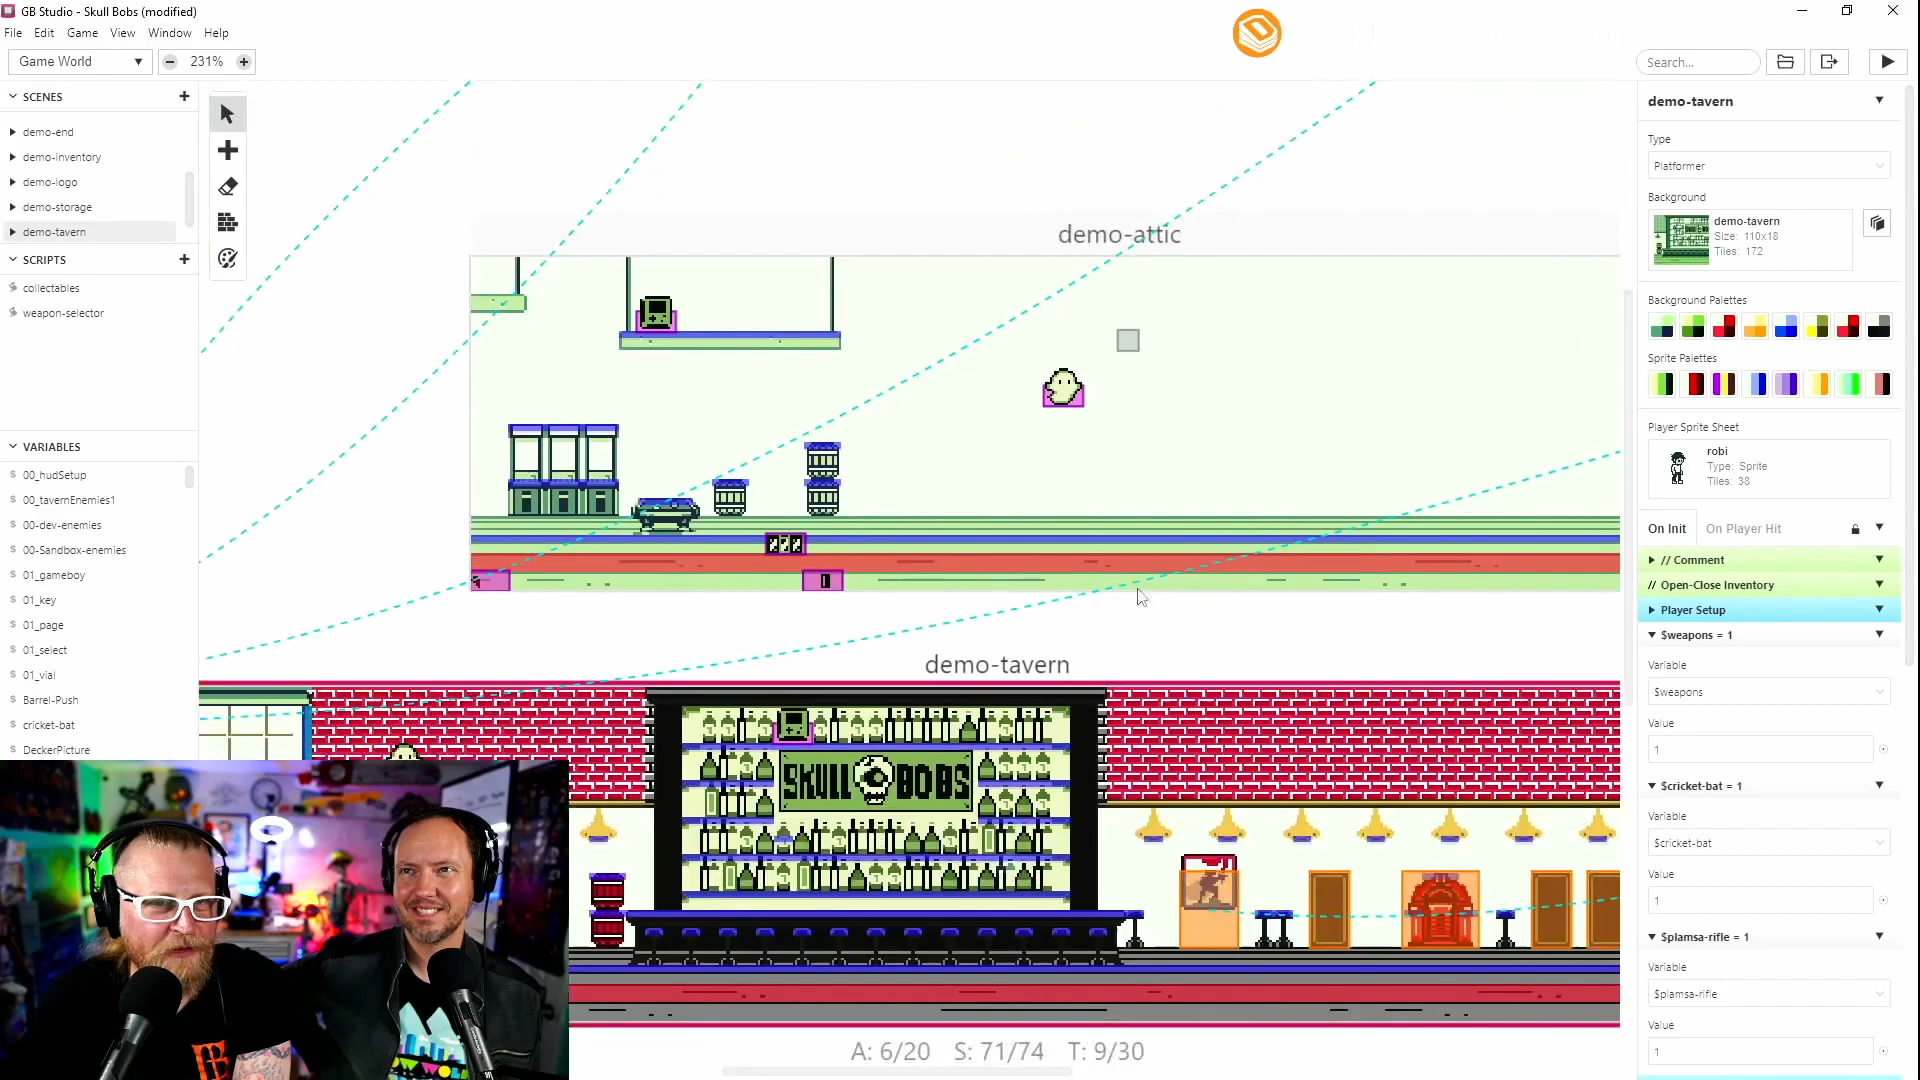 GB Studio - Skull Bobs (modified)
File Edit Game View Window Help
Game World
231%
Search...
SCENES
demo-end
demo-inventory
demo-logo
demo-storage
demo-tavern
SCRIPTS
collectables
weapon-selector
VARIABLES
$ 00_hudSetup
$ 00_tavernEnemies1
$ 00-dev-enemies
$ 00-Sandbox-enemies
$ 01_gameboy
$ 01_key
$ 01_page
$ 01_select
$ 01_vial
$ Barrel-Push
$ cricket-bat
$ DeckerPicture
demo-attic
demo-tavern
SKULL BOBS
A: 6/20 S: 71/74 T: 9/30
demo-tavern
Type
Platformer
Background
demo-tavern
Size: 110x18
Tiles: 172
Background Palettes
Sprite Palettes
Player Sprite Sheet
robi
Type: Sprite
Tiles: 38
On Init On Player Hit
// Comment
// Open-Close Inventory
Player Setup
$weapons = 1
Variable
$weapons
Value
1
$cricket-bat = 1
Variable
$cricket-bat
Value
1
$plamsa-rifle = 1
Variable
$plamsa-rifle
Value
1